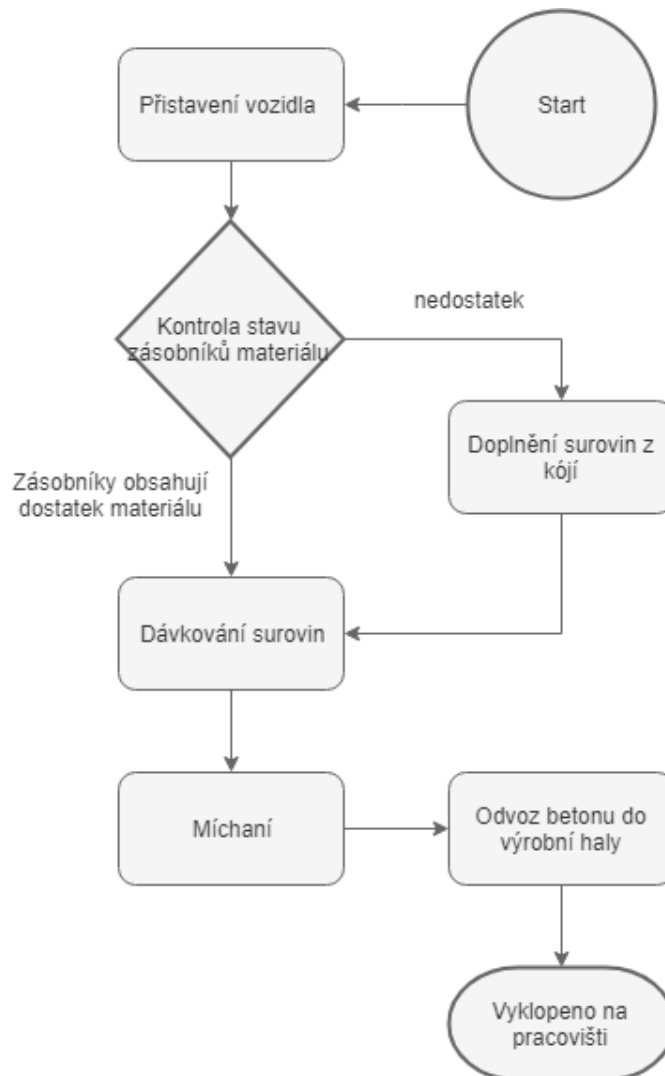 Přistavení vozidla
Start
Kontrola stavu
zásobníků materiálu
nedostatek
Doplnění surovin z
kójí
Zásobníky obsahují
dostatek materiálu
Dávkování surovin
Míchaní
Odvoz betonu do
výrobní haly
Vyklopeno na
pracovišti